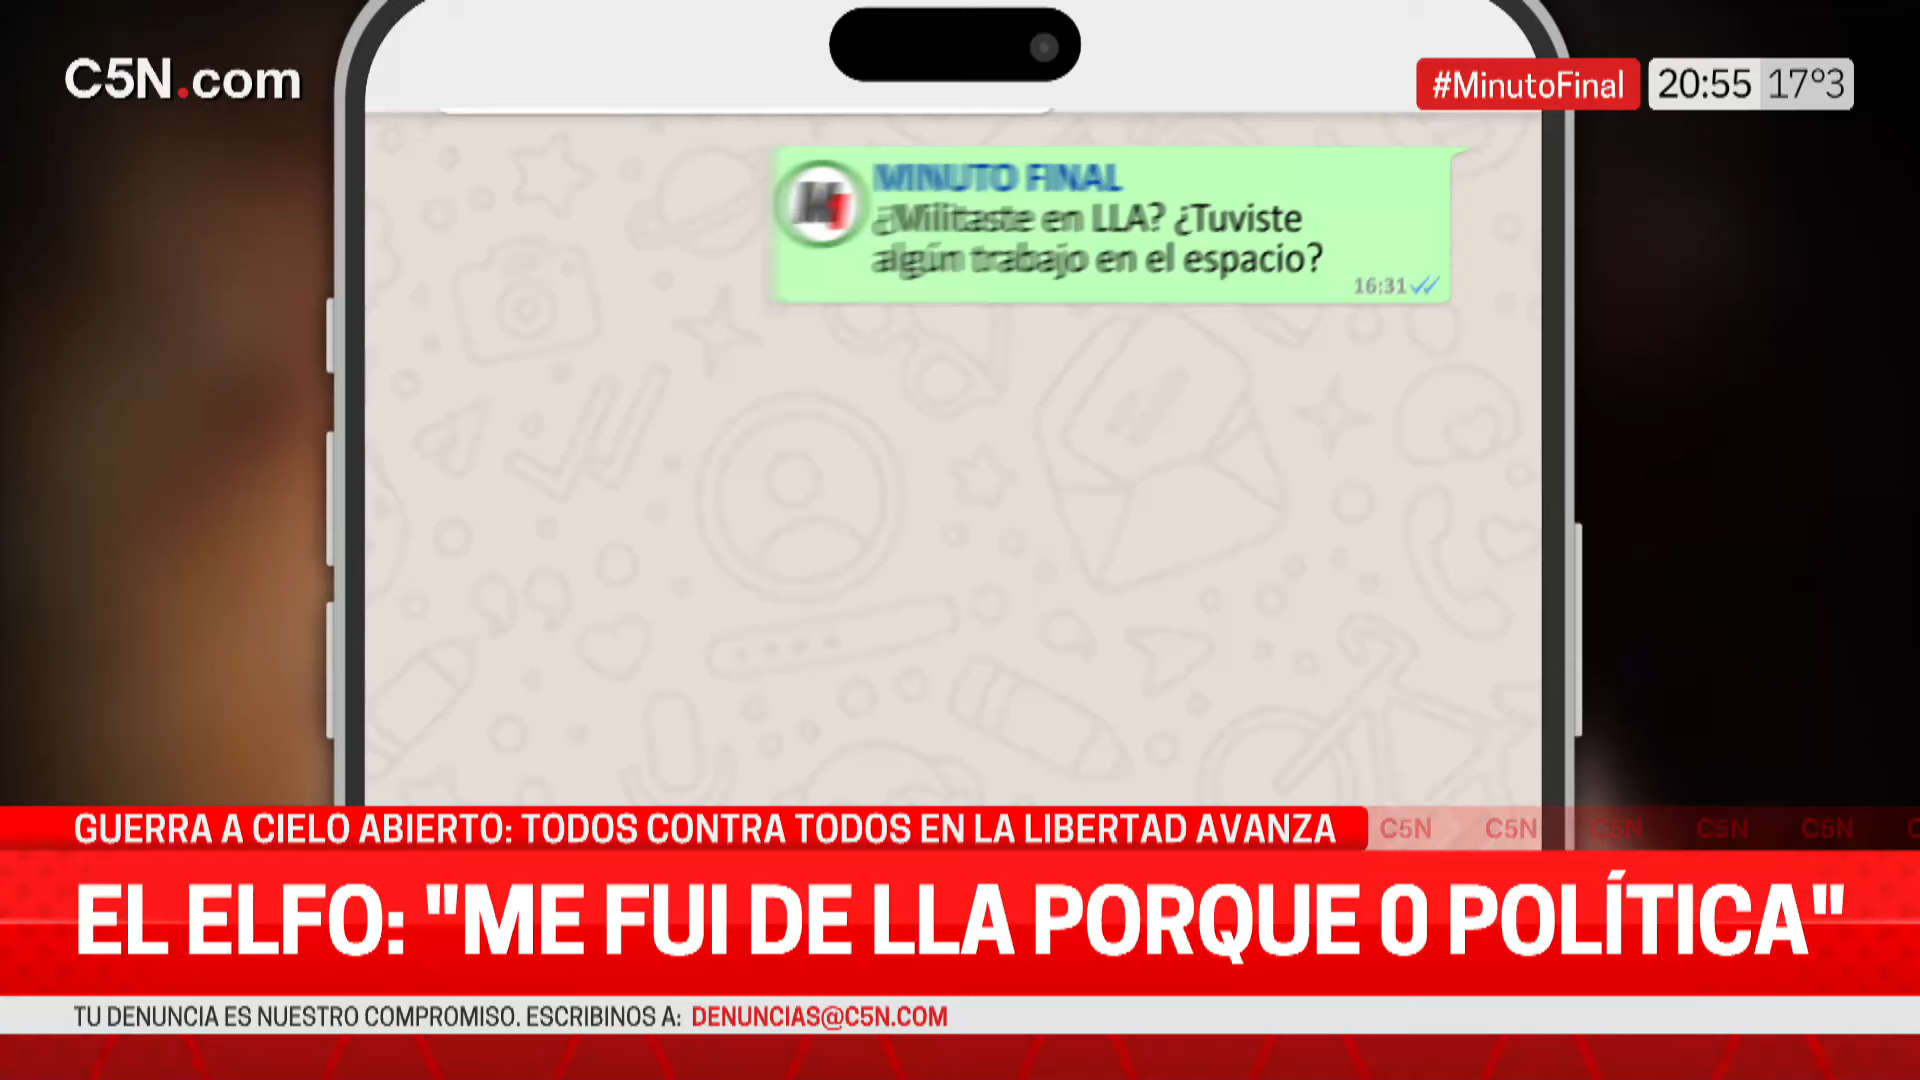 C5N.com
#MinutoFinal
20:55 17°3
MINUTO FINAL
¿Militaste en LLA? ¿Tuviste
algún trabajo en el espacio?
16:31
GUERRA A CIELO ABIERTO: TODOS CONTRA TODOS EN LA LIBERTAD AVANZA
C5N C5N C5N C5N C5N
EL ELFO: "ME FUI DE LLA PORQUE 0 POLÍTICA"
TU DENUNCIA ES NUESTRO COMPROMISO. ESCRIBINOS A: DENUNCIAS@C5N.COM